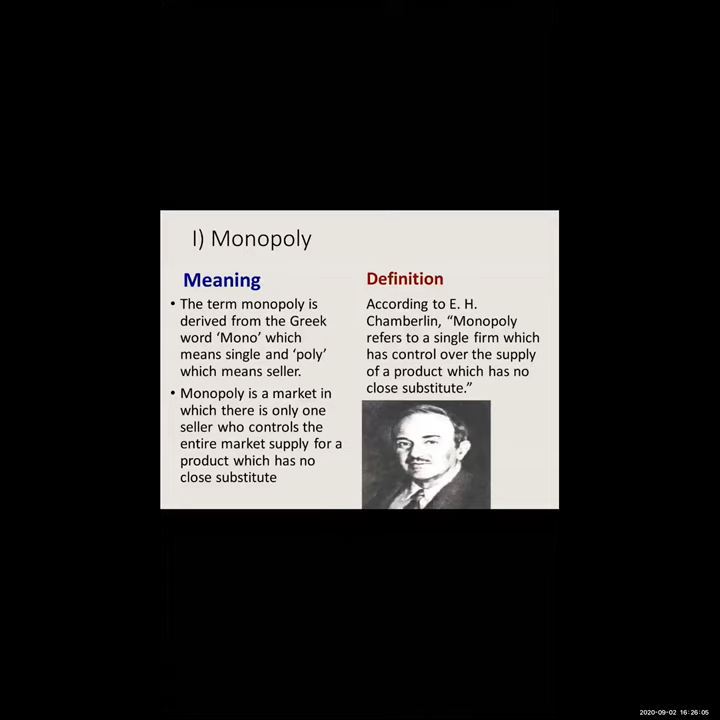 I) Monopoly
Meaning
• The term monopoly is
derived from the Greek
word ‘Mono’ which
means single and ‘poly’
which means seller.
• Monopoly is a market in
which there is only one
seller who controls the
entire market supply for a
product which has no
close substitute
Definition
According to E. H.
Chamberlin, “Monopoly
refers to a single firm which
has control over the supply
of a product which has no
close substitute.”
2020-09-02 16:26:05